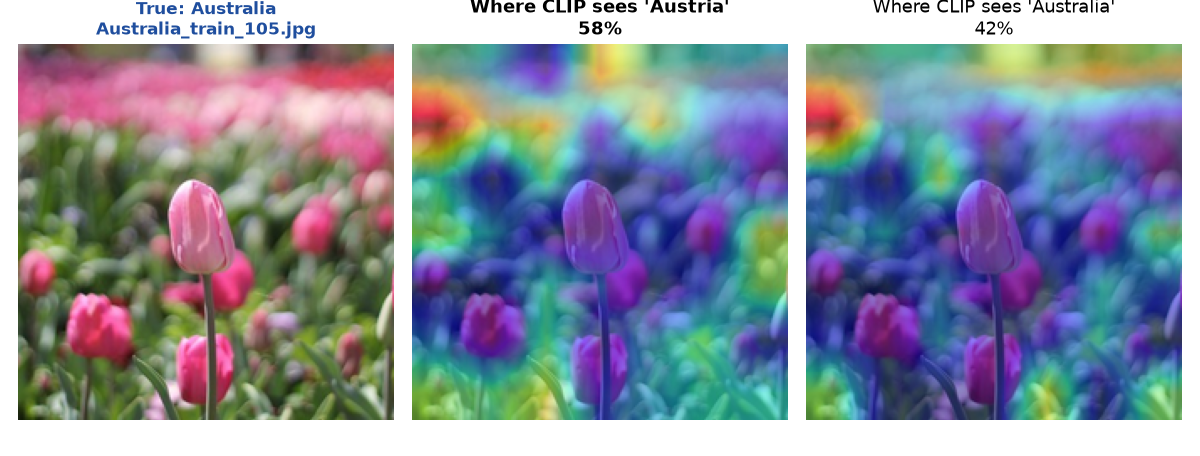 True: Australia
Australia_train_105.jpg
Where CLIP sees 'Austria'
58%
Where CLIP sees 'Australia'
42%